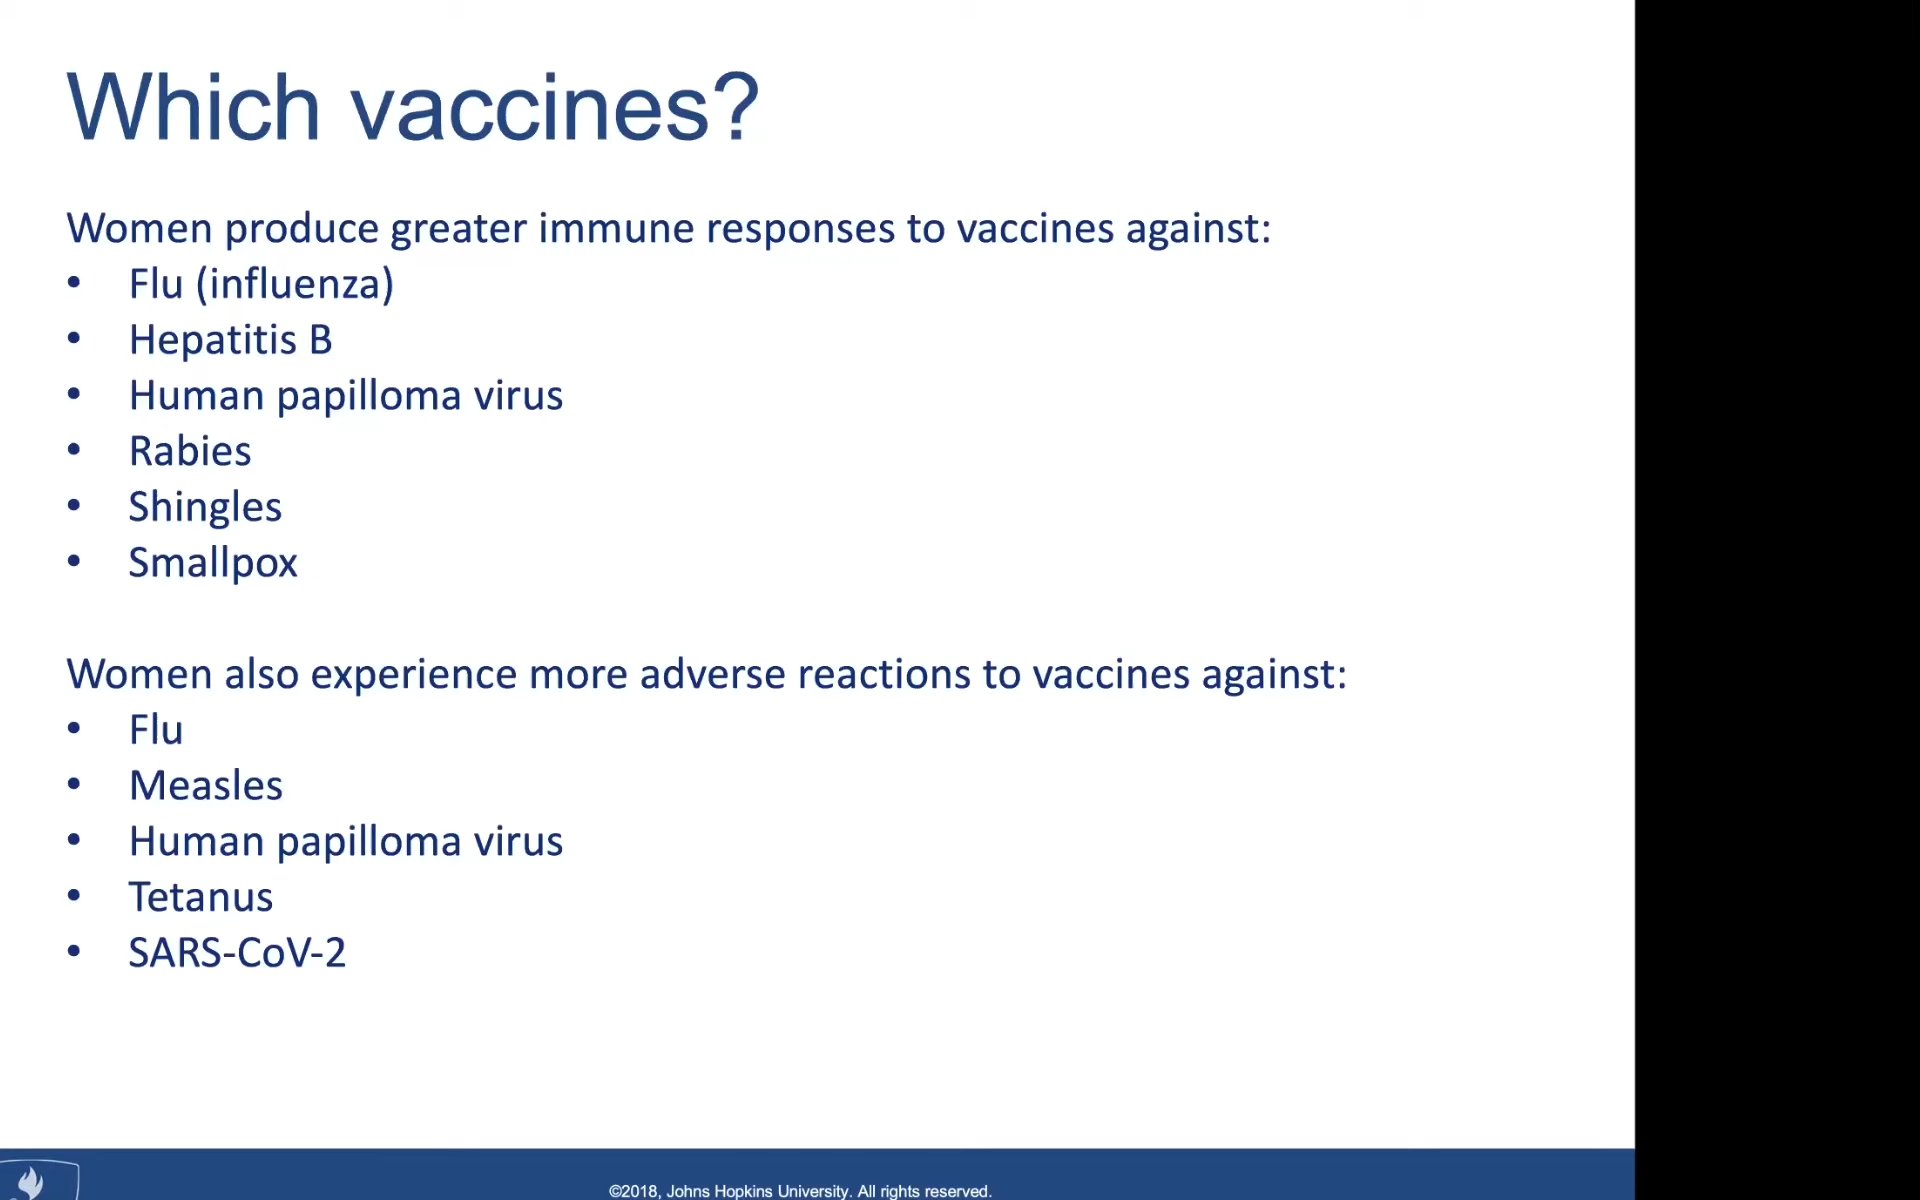 Which vaccines?
Women produce greater immune responses to vaccines against:
• Flu (influenza)
• Hepatitis B
• Human papilloma virus
• Rabies
• Shingles
• Smallpox
Women also experience more adverse reactions to vaccines against:
• Flu
• Measles
• Human papilloma virus
• Tetanus
• SARS-CoV-2
©2018, Johns Hopkins University. All rights reserved.